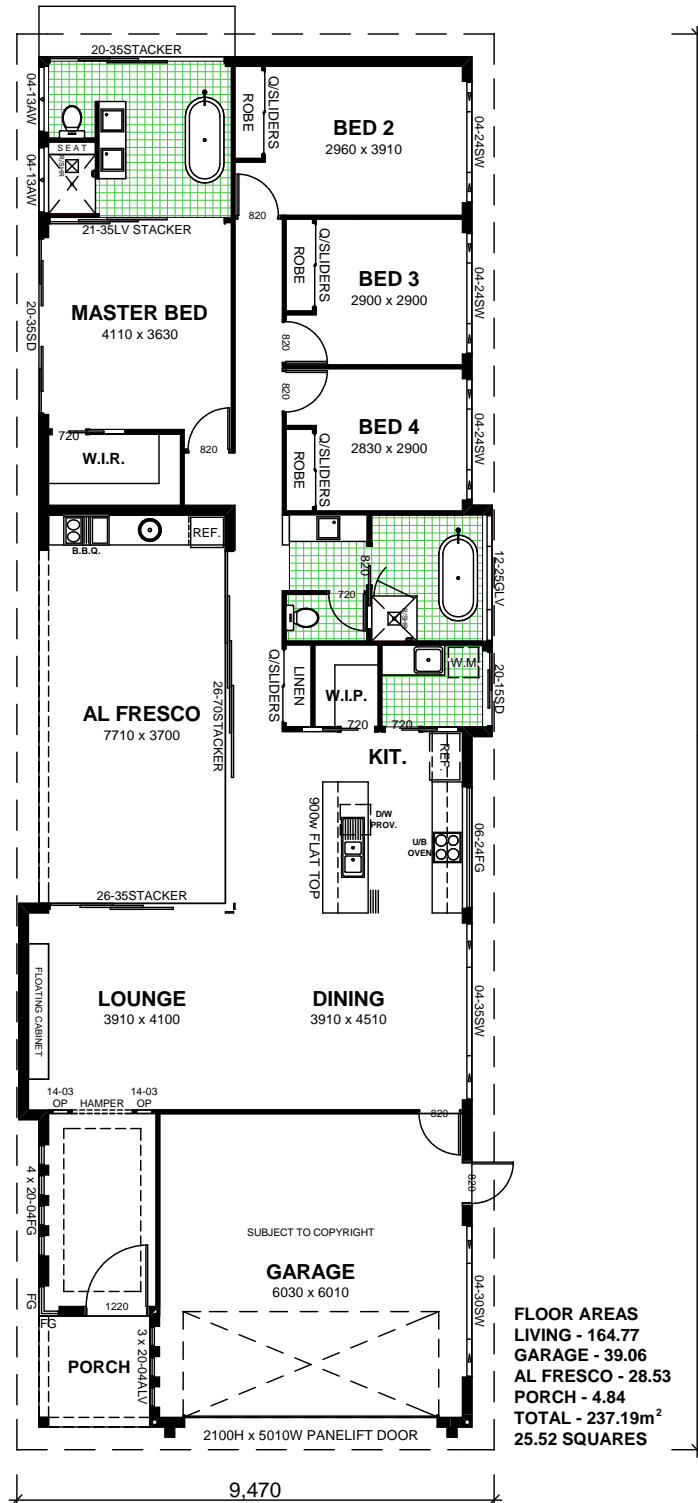 20-35STACKER
04-13AW
04-13AW
SEAT
R/SHR
ROBE
Q/SLIDERS
BED 2
2960 x 3910
04-24SW
820
21-35LV STACKER
ROBE
Q/SLIDERS
BED 3
2900 x 2900
04-24SW
20-35SD
MASTER BED
4110 x 3630
820
820
BED 4
2830 x 2900
04-24SW
720
820
W.I.R.
ROBE
Q/SLIDERS
B.B.Q.
REF.
820
720
R/SHR
12-25GLV
Q/SLIDERS
LINEN
W.I.P.
W.M.
20-15SD
720
720
AL FRESCO
7710 x 3700
26-70STACKER
KIT.
REF.
900w FLAT TOP
D/W
PROV.
U/B
OVEN
06-24FG
26-35STACKER
FLOATING CABINET
LOUNGE
3910 x 4100
DINING
3910 x 4510
04-35SW
14-03
OP
HAMPER
14-03
OP
820
820
4 x 20-04FG
SUBJECT TO COPYRIGHT
GARAGE
6030 x 6010
04-30SW
FG
FG
1220
PORCH
3 x 20-04ALV
2100H x 5010W PANELIFT DOOR
FLOOR AREAS
LIVING - 164.77
GARAGE - 39.06
AL FRESCO - 28.53
PORCH - 4.84
TOTAL - 237.19m²
25.52 SQUARES
9,470